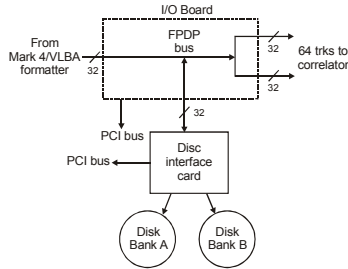 I/O Board
From
Mark 4/VLBA
formatter
32
FPDP
bus
32
64 trks to
correlator
32
32
PCI bus
PCI bus
Disc
interface
card
Disk
Bank A
Disk
Bank B